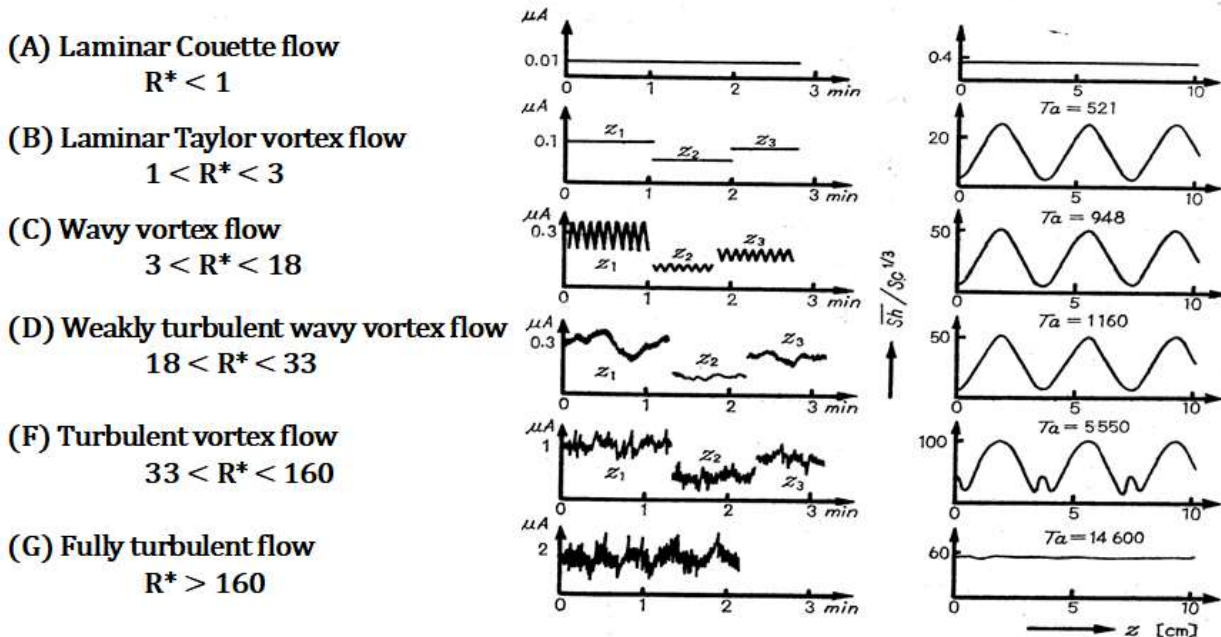 (A) Laminar Couette flow
R* < 1
(B) Laminar Taylor vortex flow
1 < R* < 3
(C) Wavy vortex flow
3 < R* < 18
(D) Weakly turbulent wavy vortex flow
18 < R* < 33
(F) Turbulent vortex flow
33 < R* < 160
(G) Fully turbulent flow
R* > 160
μA
0.01
0 1 2 3 min
μA
0.1
z1 z2 z3
0 1 2 3 min
μA
0.3
z1 z2 z3
0 1 2 3 min
μA
0.3
z1 z2 z3
0 1 2 3 min
μA
1
z1 z2 z3
0 1 2 3 min
μA
2
0 1 2 3 min
Sh/Sc1/3
0.4
0 5 10
Ta = 521
20
0 5 10
Ta = 948
50
0 5 10
Ta = 1160
50
0 5 10
Ta = 5550
100
0 5 10
Ta = 14 600
60
0 5 10
z [cm]